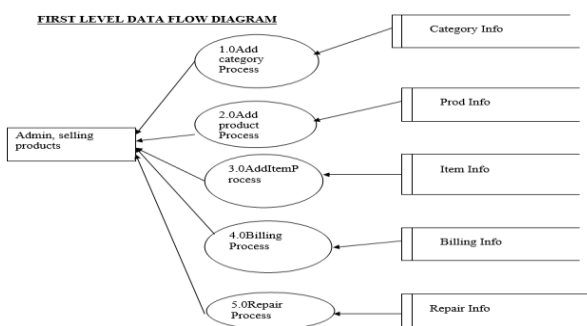 FIRST LEVEL DATA FLOW DIAGRAM
Category Info
1.0Add
category
Process
Prod Info
2.0Add
product
Process
Admin, selling
products
3.0AddItemP
rocess
Item Info
4.0Billing
Process
Billing Info
5.0Repair
Process
Repair Info